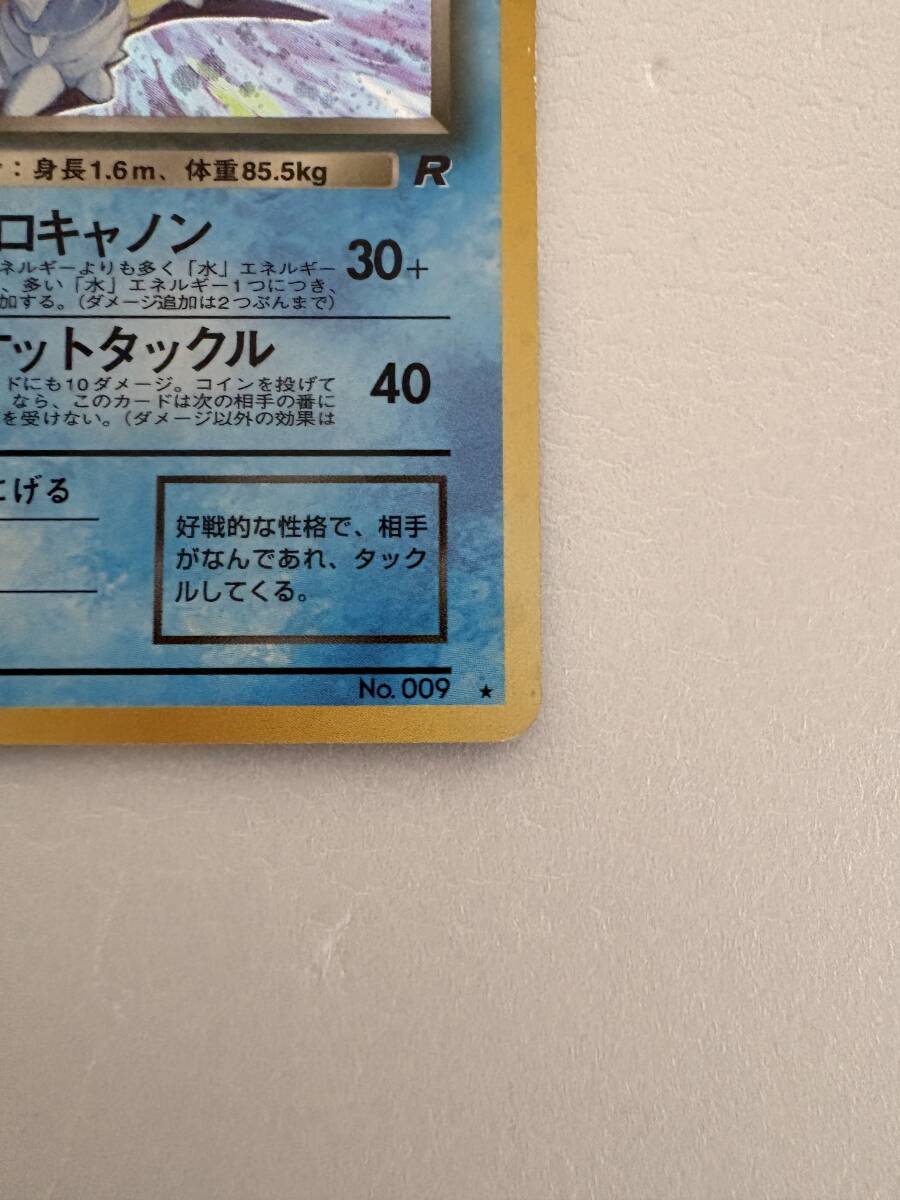 ：身長1.6m、体重85.5kg
R
ロキャノン
30+
ネルギーよりも多く「水」エネルギー
、多い「水」エネルギー1つにつき、
加する。（ダメージ追加は2つぶんまで）
ットタックル
40
ドにも10ダメージ。コインを投げて
なら、このカードは次の相手の番に
を受けない。（ダメージ以外の効果は
にげる
好戦的な性格で、相手
がなんであれ、タック
ルしてくる。
No. 009 ★